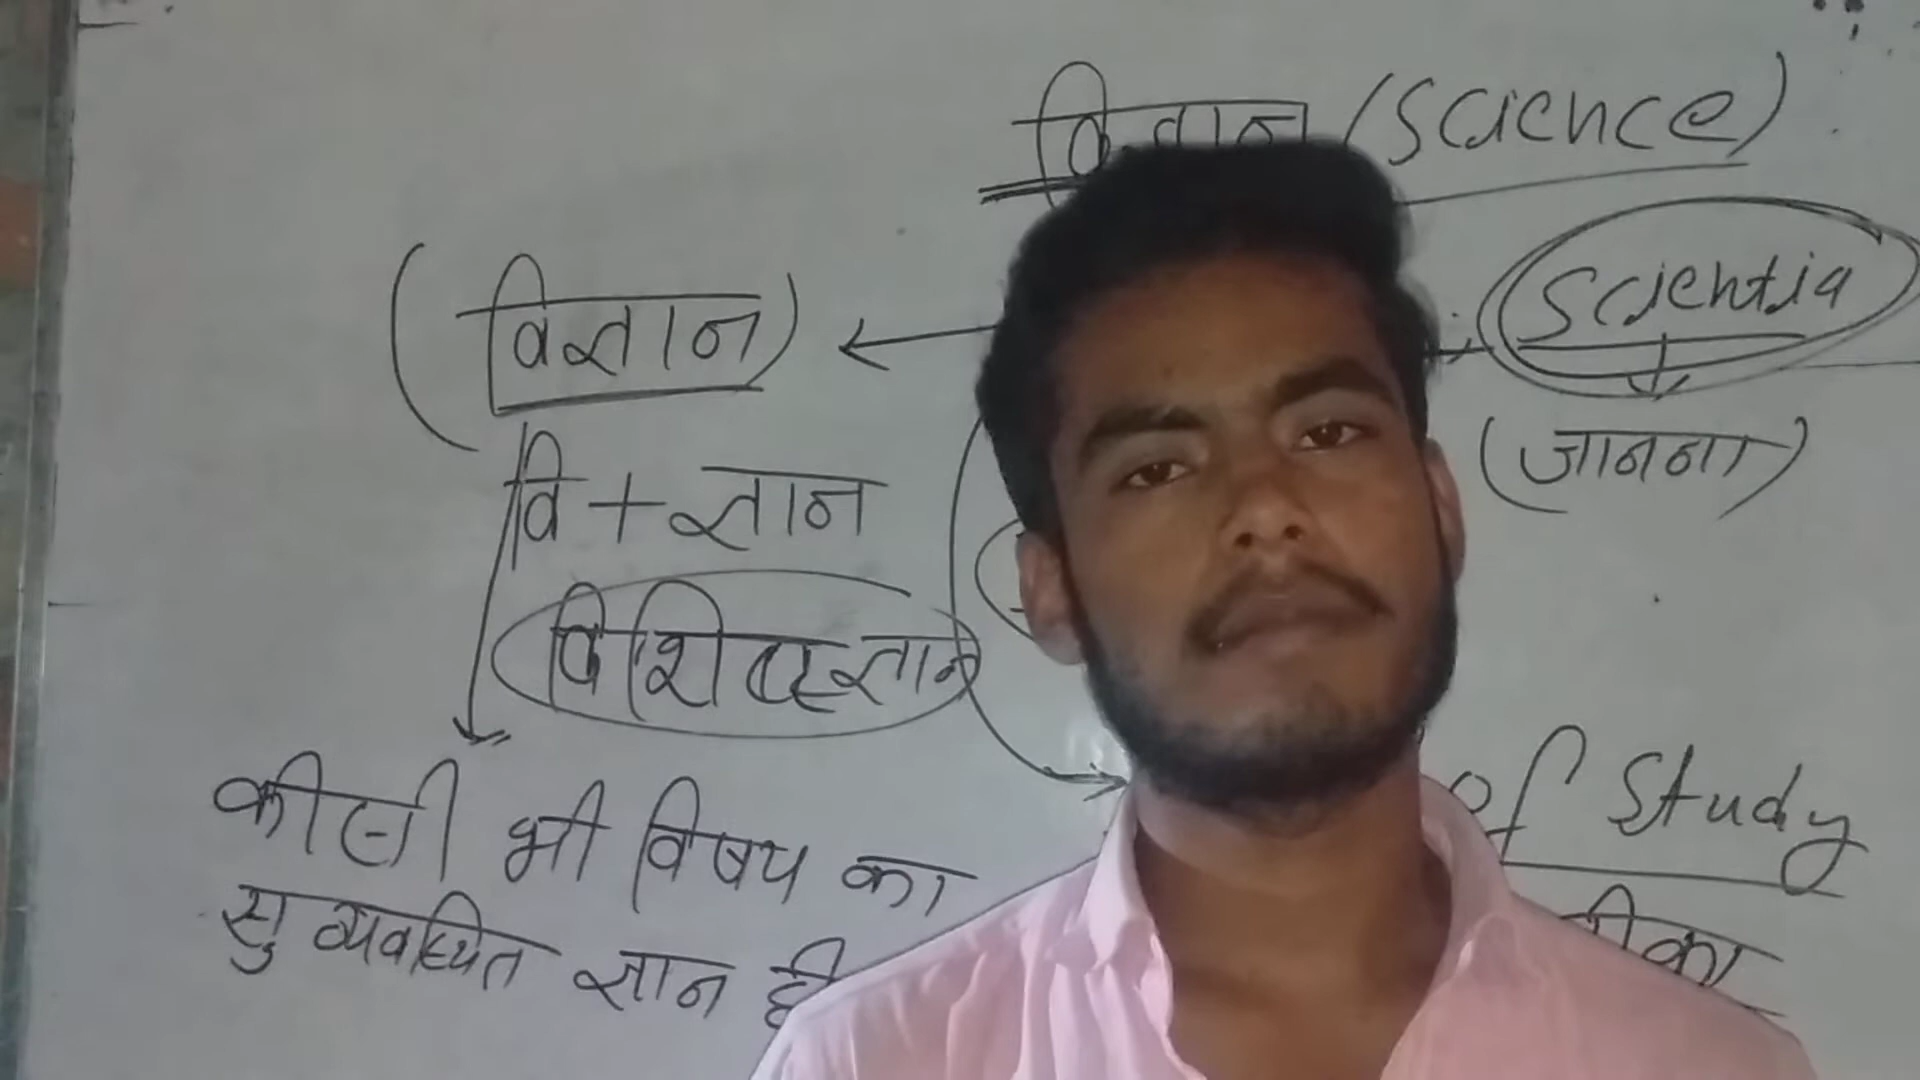 विज्ञान (Science)
Scientia
(विज्ञान)
(जानना)
वि + ज्ञान
विशिष्ट ज्ञान
of Study
कीसी भी विषय का
सुव्यवस्थित ज्ञान ही